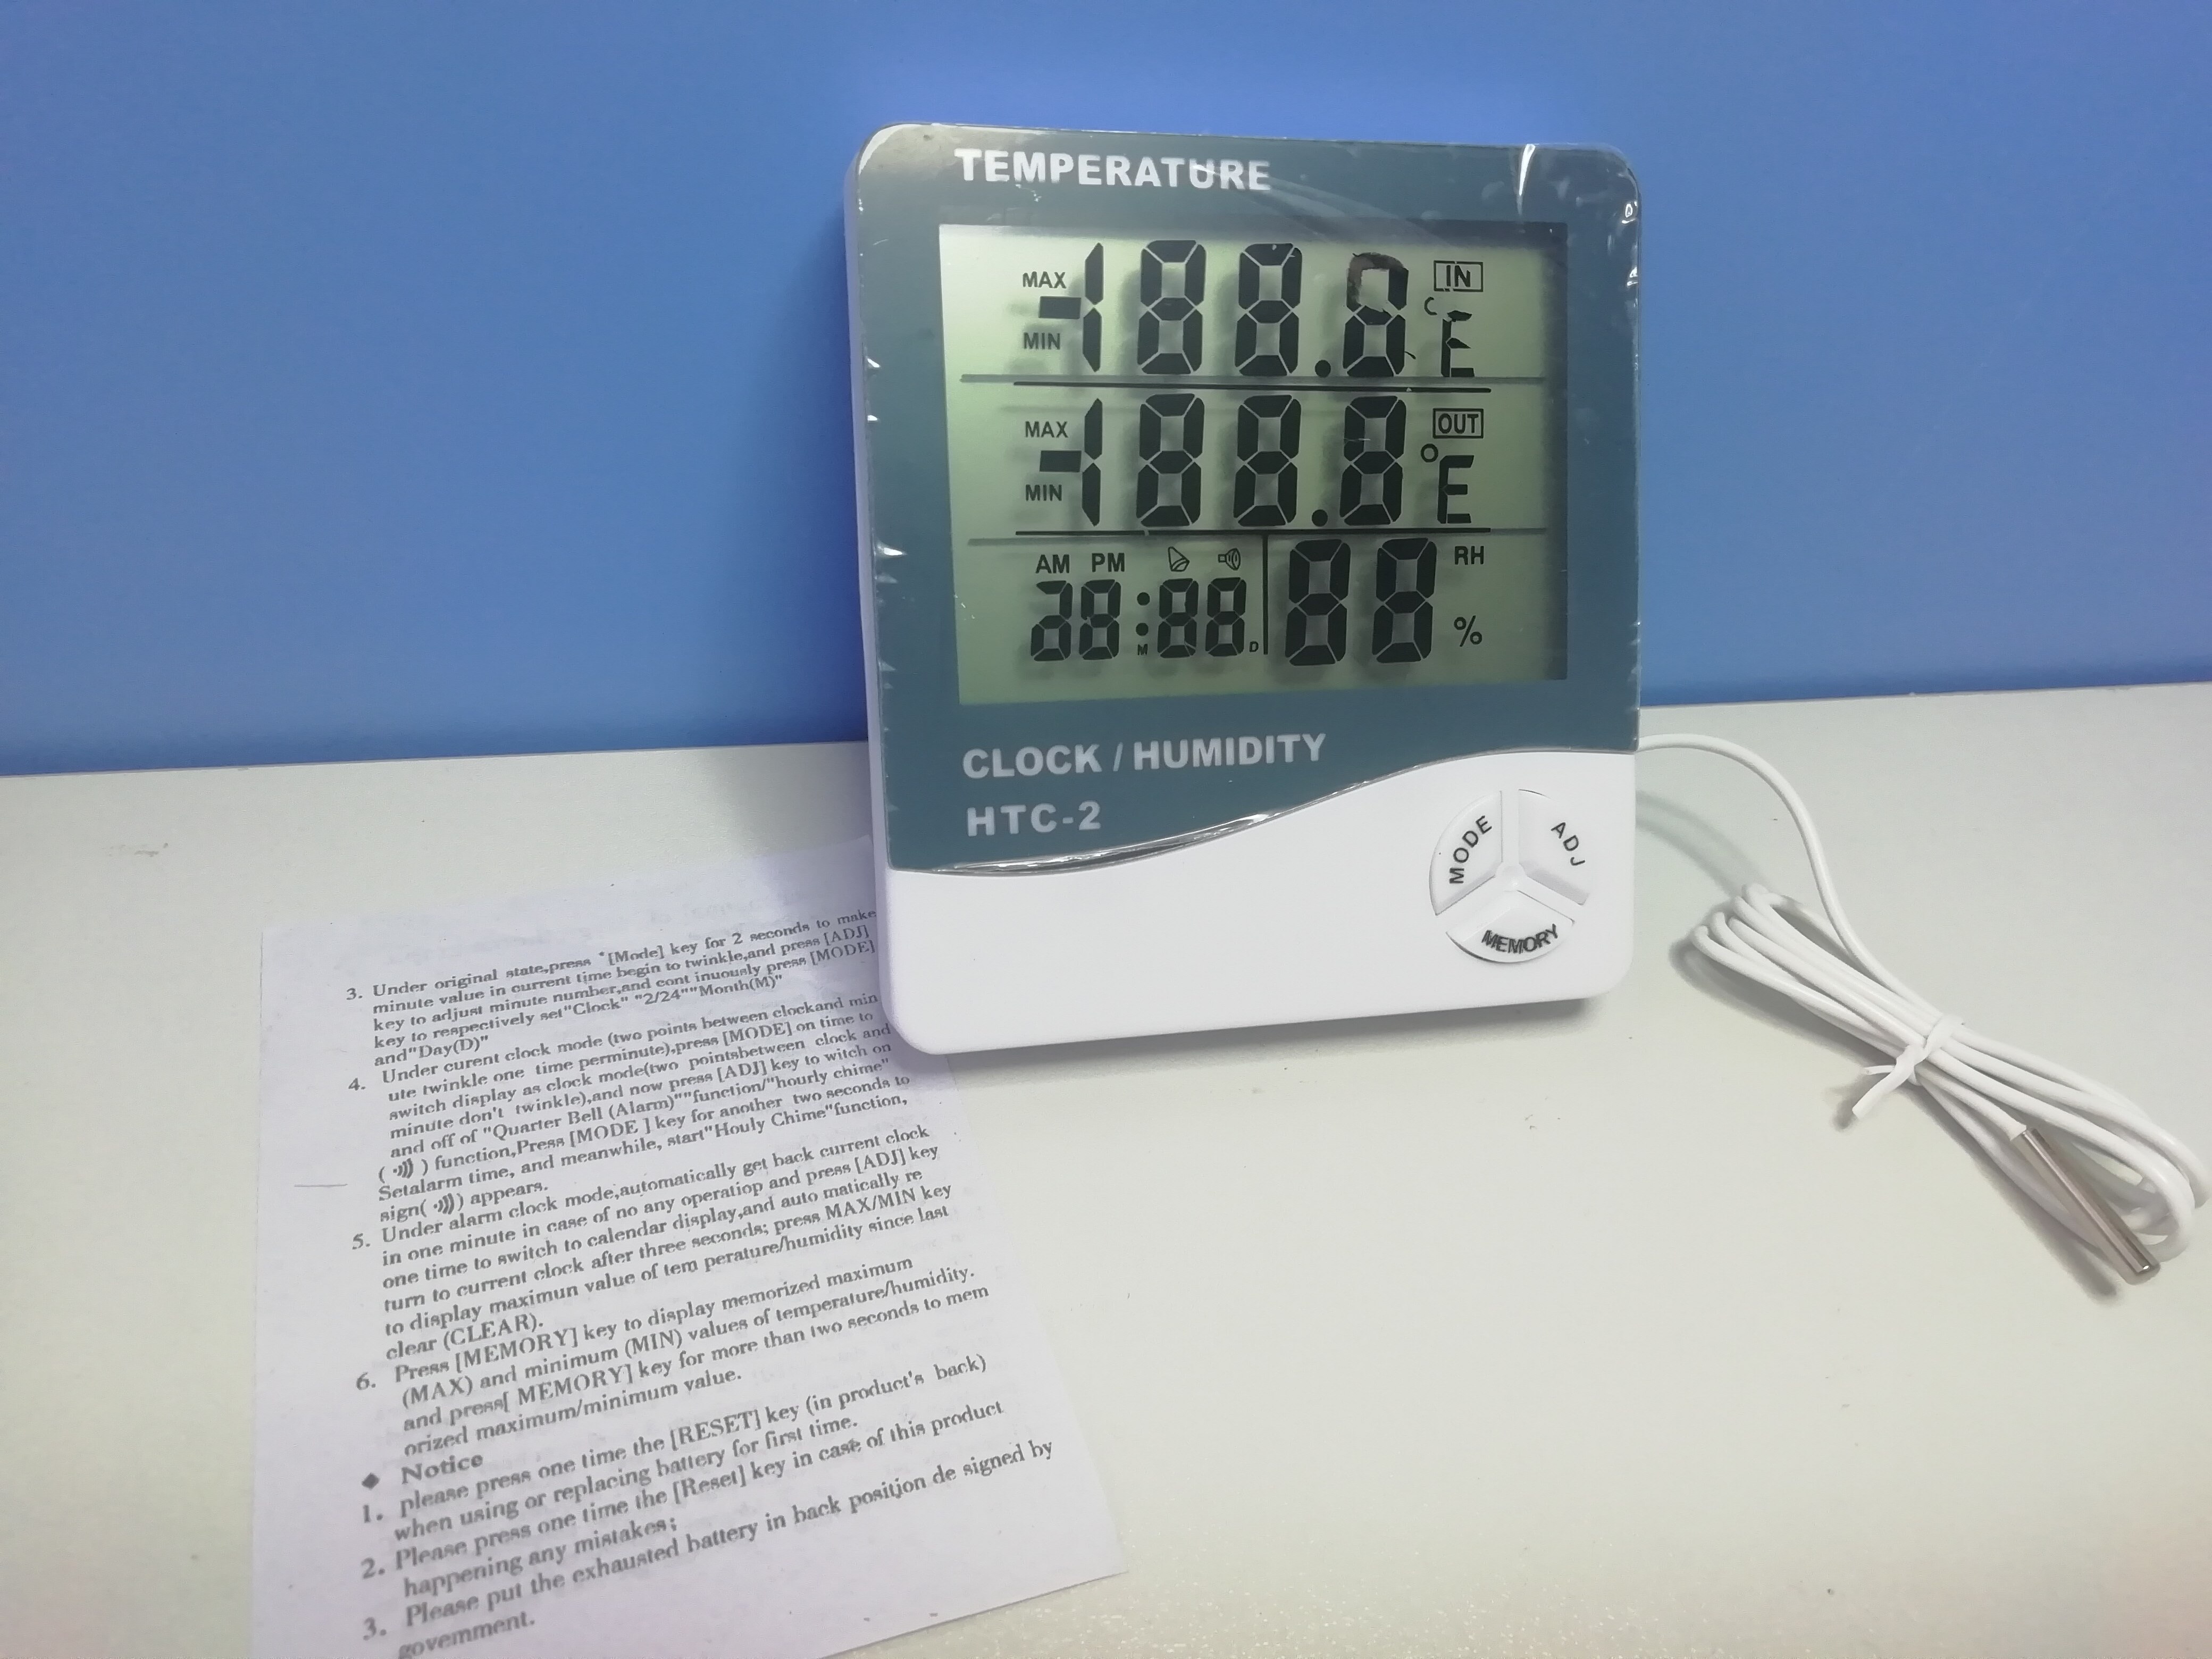 TEMPERATURE
MAX
-188.8
IN
MIN
°E
MAX
-188.8
OUT
MIN
°E
AM PM
28:88
M
D
88
RH
%
CLOCK / HUMIDITY
HTC-2
MODE
ADJ
MEMORY
3. Under original state,press "[Mode] key for 2 seconds to make
minute value in current time begin to twinkle,and press [ADJ]
key to adjust minute number,and cont inuously press [MODE]
key to respectively set"Clock" "2/24""Month(M)"
and"Day(D)"
4. Under curent clock mode (two points between clockand min
ute twinkle one time perminute),press [MODE] on time to
switch display as clock mode(two pointsbetween clock and
minute don't twinkle),and now press [ADJ] key to witch on
and off of "Quarter Bell (Alarm)""function/"hourly chime"
( ) function,Press [MODE ] key for another two seconds to
Setalarm time, and meanwhile, start"Houly Chime"function,
sign( ) appears.
5. Under alarm clock mode,automatically get back current clock
in one minute in case of no any operatiop and press [ADJ] key
one time to switch to calendar display,and auto matically re
turn to current clock after three seconds; press MAX/MIN key
to display maximun value of tem perature/humidity since last
clear (CLEAR).
6. Press [MEMORY] key to display memorized maximum
(MAX) and minimum (MIN) values of temperature/humidity.
and press[ MEMORY] key for more than two seconds to mem
orized maximum/minimum value.
◆ Notice
1. please press one time the [RESET] key (in product's back)
when using or replacing battery for first time.
2. Please press one time the [Reset] key in case of this product
happening any mistakes;
3. Please put the exhausted battery in back position de signed by
government.